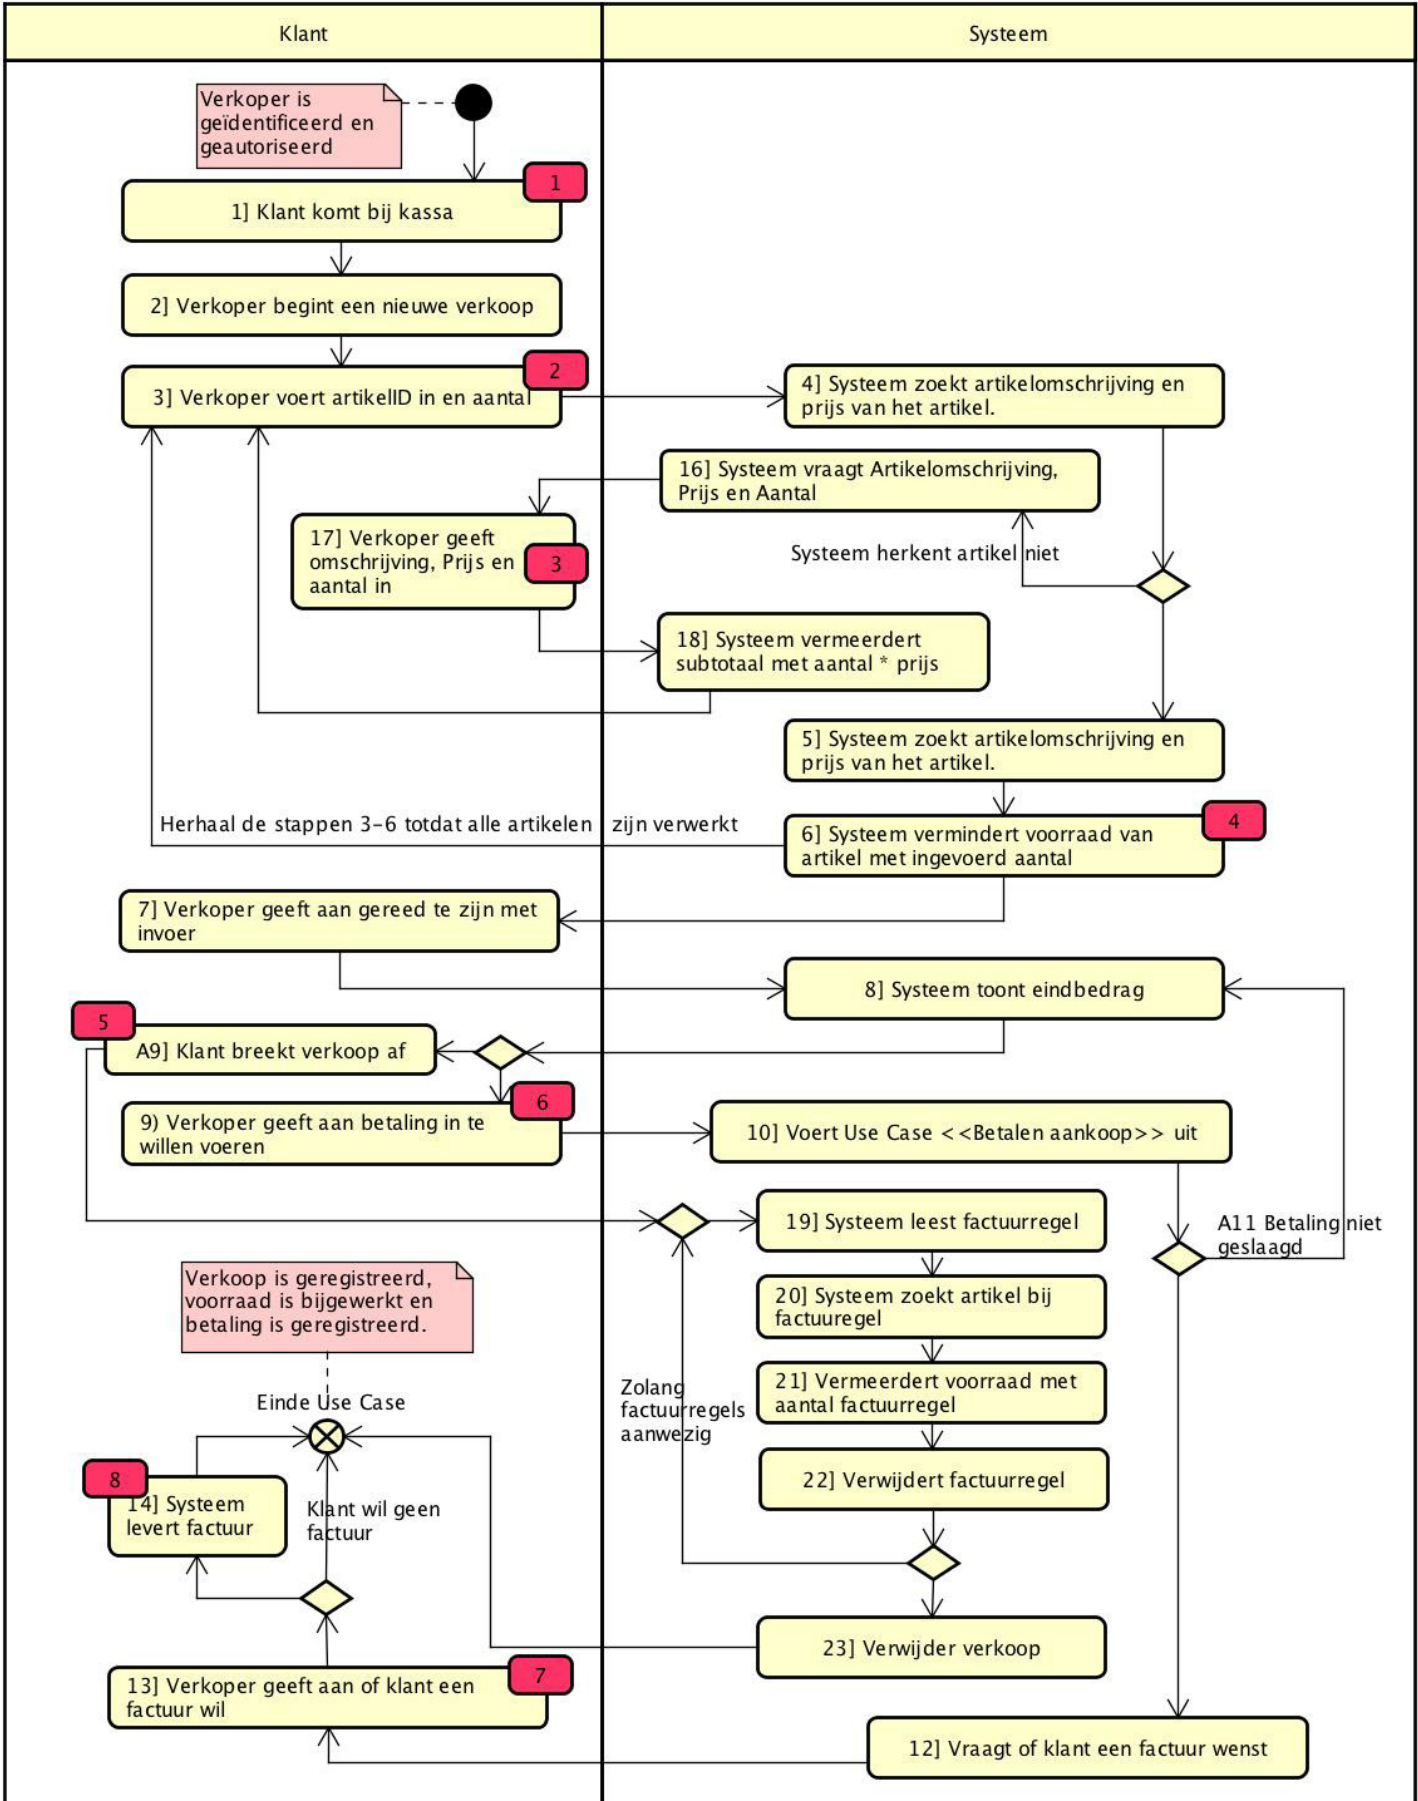 Klant
Systeem
Verkoper is
geïdentificeerd en
geautoriseerd
1
1] Klant komt bij kassa
2] Verkoper begint een nieuwe verkoop
2
3] Verkoper voert artikelID in en aantal
4] Systeem zoekt artikelomschrijving en
prijs van het artikel.
16] Systeem vraagt Artikelomschrijving,
Prijs en Aantal
17] Verkoper geeft
omschrijving, Prijs en
aantal in
3
Systeem herkent artikel niet
18] Systeem vermeerdert
subtotaal met aantal * prijs
5] Systeem zoekt artikelomschrijving en
prijs van het artikel.
Herhaal de stappen 3-6 totdat alle artikelen zijn verwerkt
4
6] Systeem vermindert voorraad van
artikel met ingevoerd aantal
7] Verkoper geeft aan gereed te zijn met
invoer
8] Systeem toont eindbedrag
5
A9] Klant breekt verkoop af
6
9) Verkoper geeft aan betaling in te
willen voeren
10] Voert Use Case <<Betalen aankoop>> uit
19] Systeem leest factuurregel
A11 Betaling niet
geslaagd
Verkoop is geregistreerd,
voorraad is bijgewerkt en
betaling is geregistreerd.
20] Systeem zoekt artikel bij
factuuregel
Einde Use Case
Zolang
factuurregels
aanwezig
21] Vermeerdert voorraad met
aantal factuurregel
22] Verwijdert factuurregel
8
14] Systeem
levert factuur
Klant wil geen
factuur
23] Verwijder verkoop
7
13] Verkoper geeft aan of klant een
factuur wil
12] Vraagt of klant een factuur wenst